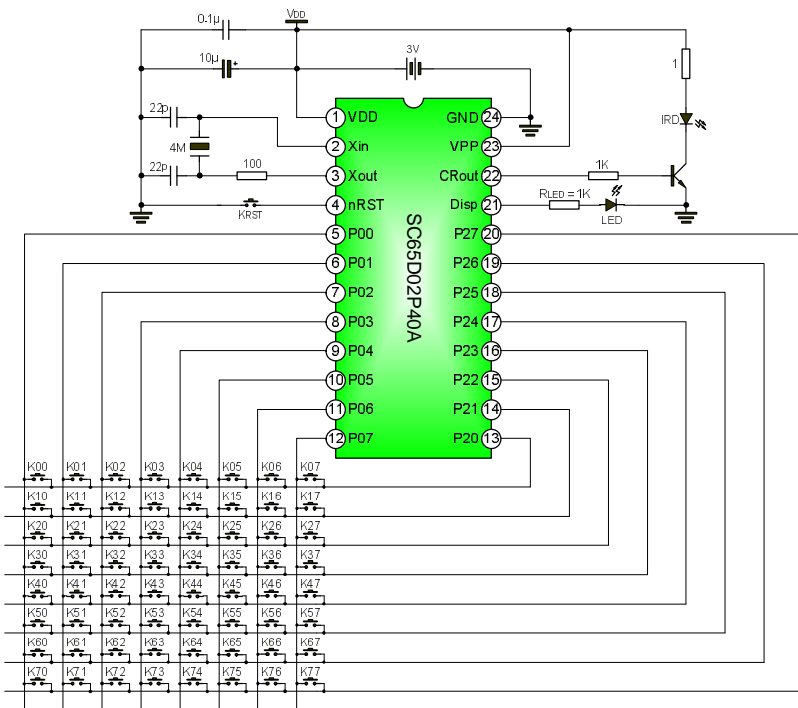 VDD
0.1µ
10µ
3V
1
22p
4M
22p
100
KRST
1K
RLED=1K
LED
IRD
SC65D02P40A
1 VDD GND 24
2 Xin VPP 23
3 Xout CRout 22
4 nRST Disp 21
5 P00 P27 20
6 P01 P26 19
7 P02 P25 18
8 P03 P24 17
9 P04 P23 16
10 P05 P22 15
11 P06 P21 14
12 P07 P20 13
K00 K01 K02 K03 K04 K05 K06 K07
K10 K11 K12 K13 K14 K15 K16 K17
K20 K21 K22 K23 K24 K25 K26 K27
K30 K31 K32 K33 K34 K35 K36 K37
K40 K41 K42 K43 K44 K45 K46 K47
K50 K51 K52 K53 K54 K55 K56 K57
K60 K61 K62 K63 K64 K65 K66 K67
K70 K71 K72 K73 K74 K75 K76 K77